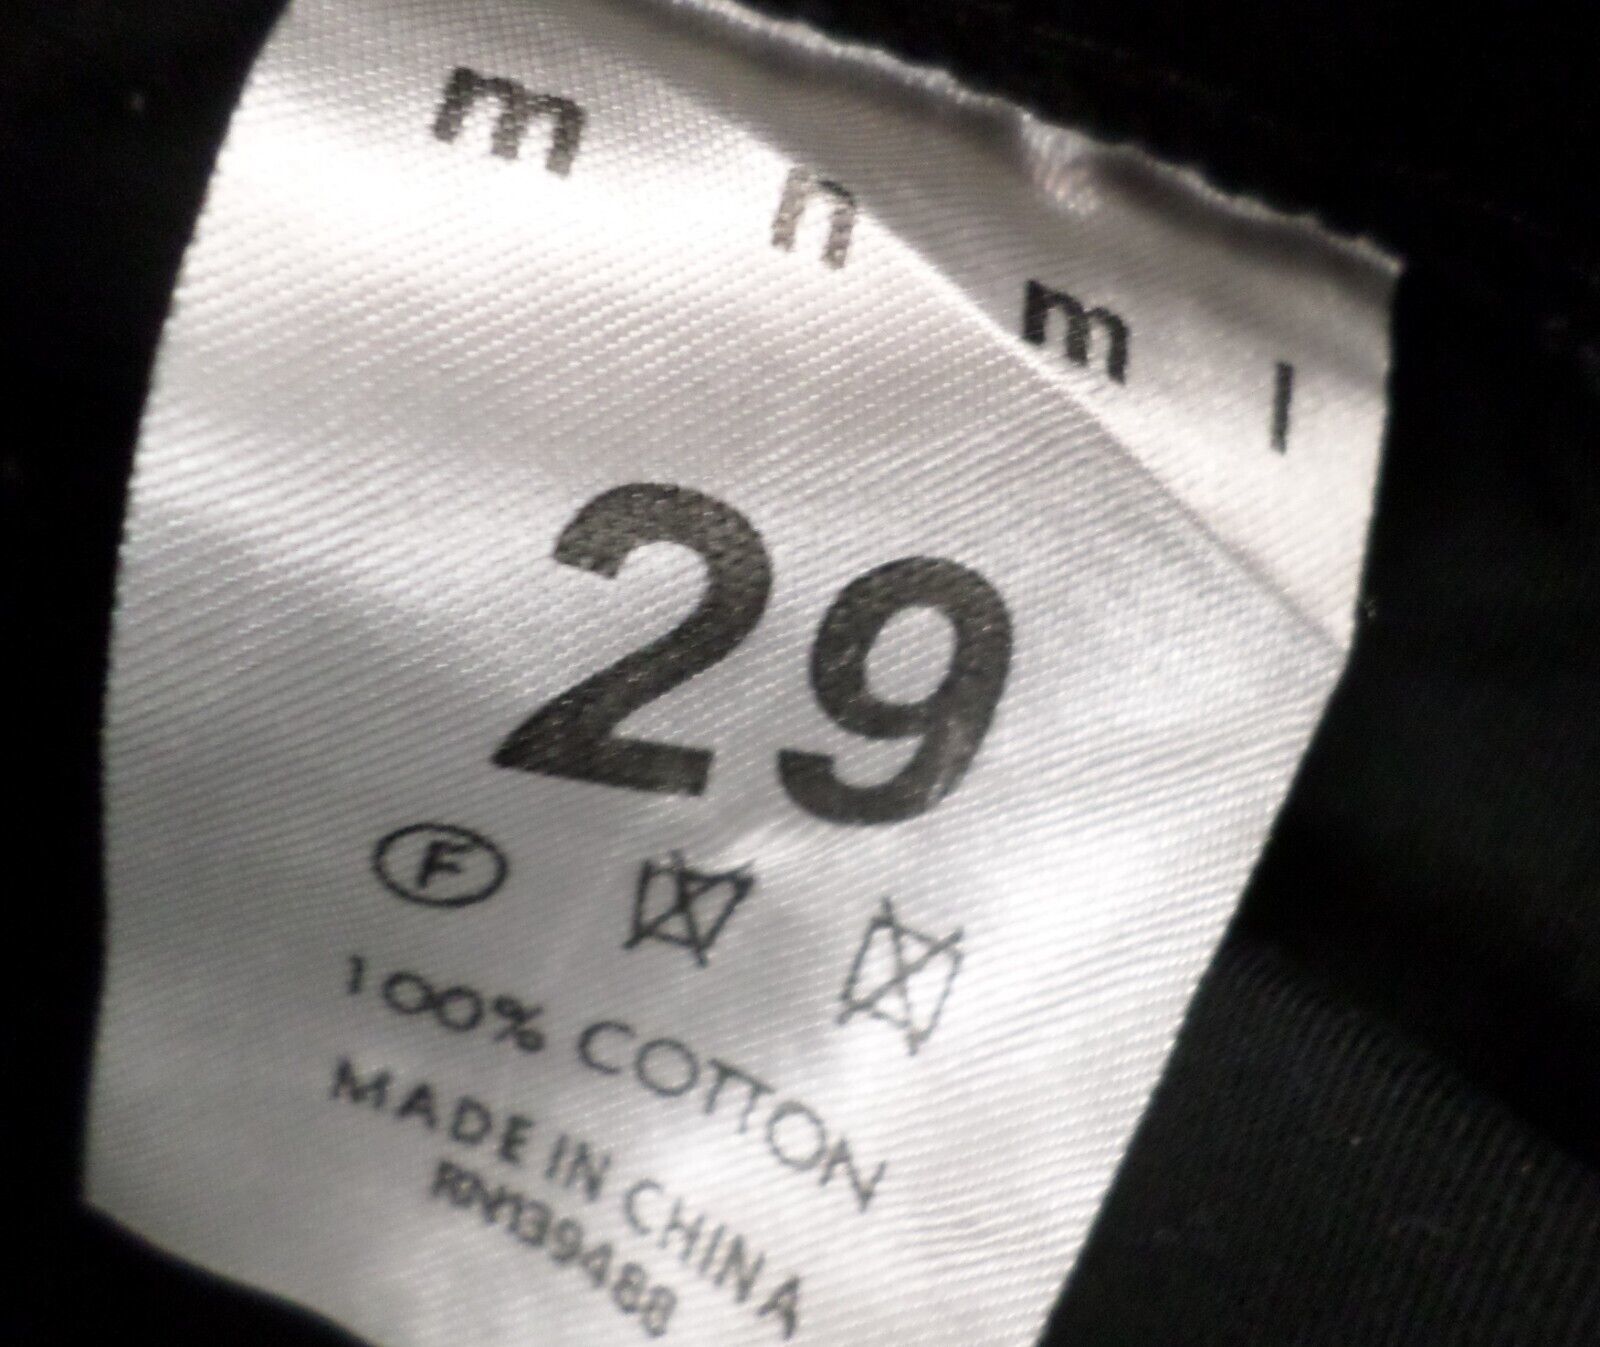 m n m l
29
F
100% COTTON
MADE IN CHINA
RN139488